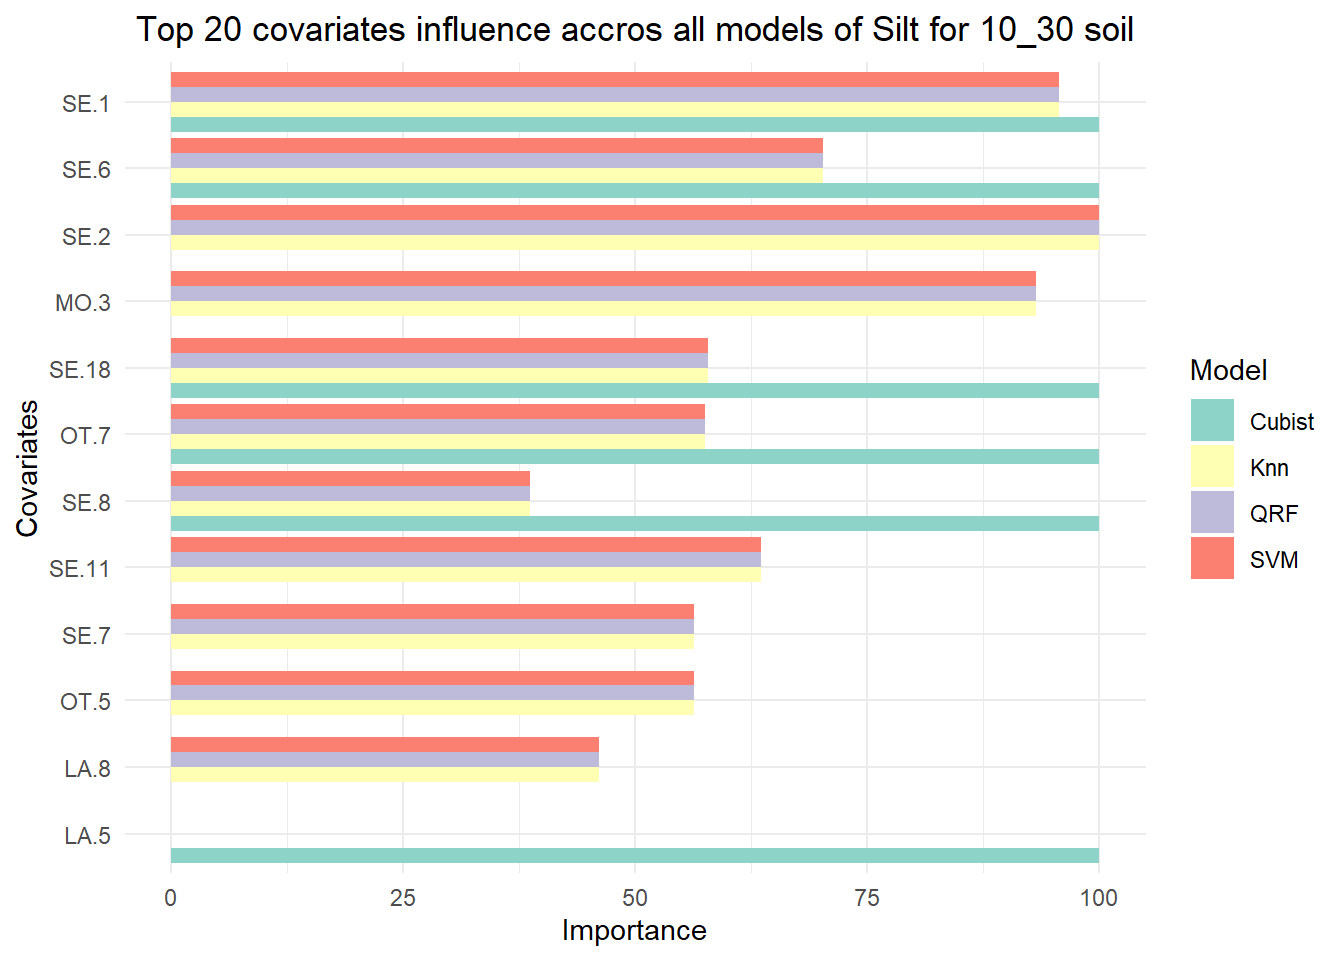 Top 20 covariates influence accros all models of Silt for 10_30 soil
SE.1
SE.6
SE.2
MO.3
SE.18
OT.7
SE.8
SE.11
SE.7
OT.5
LA.8
LA.5
Covariates
0 25 50 75 100
Importance
Model
Cubist
Knn
QRF
SVM